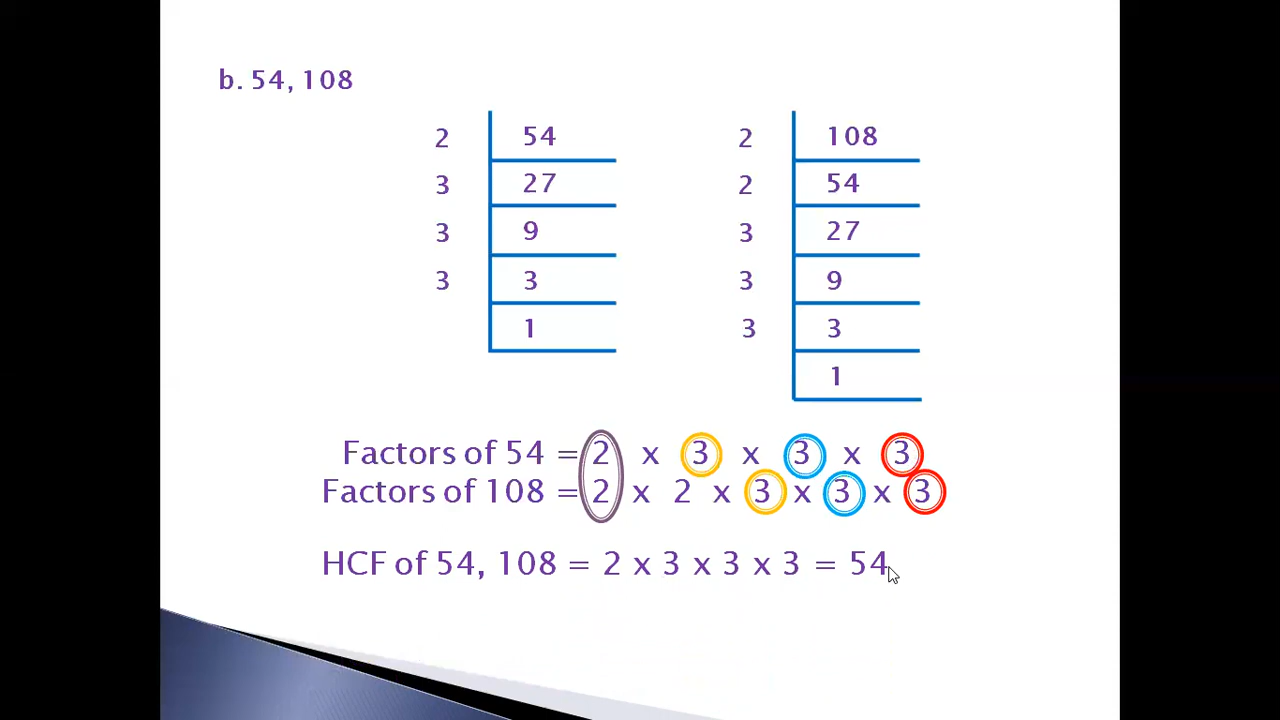 b. 54, 108
2 54 2 108
3 27 2 54
3 9 3 27
3 3 3 9
1 3 3
1
Factors of 54 = 2 x 3 x 3 x 3
Factors of 108 = 2 x 2 x 3 x 3 x 3
HCF of 54, 108 = 2 x 3 x 3 x 3 = 54